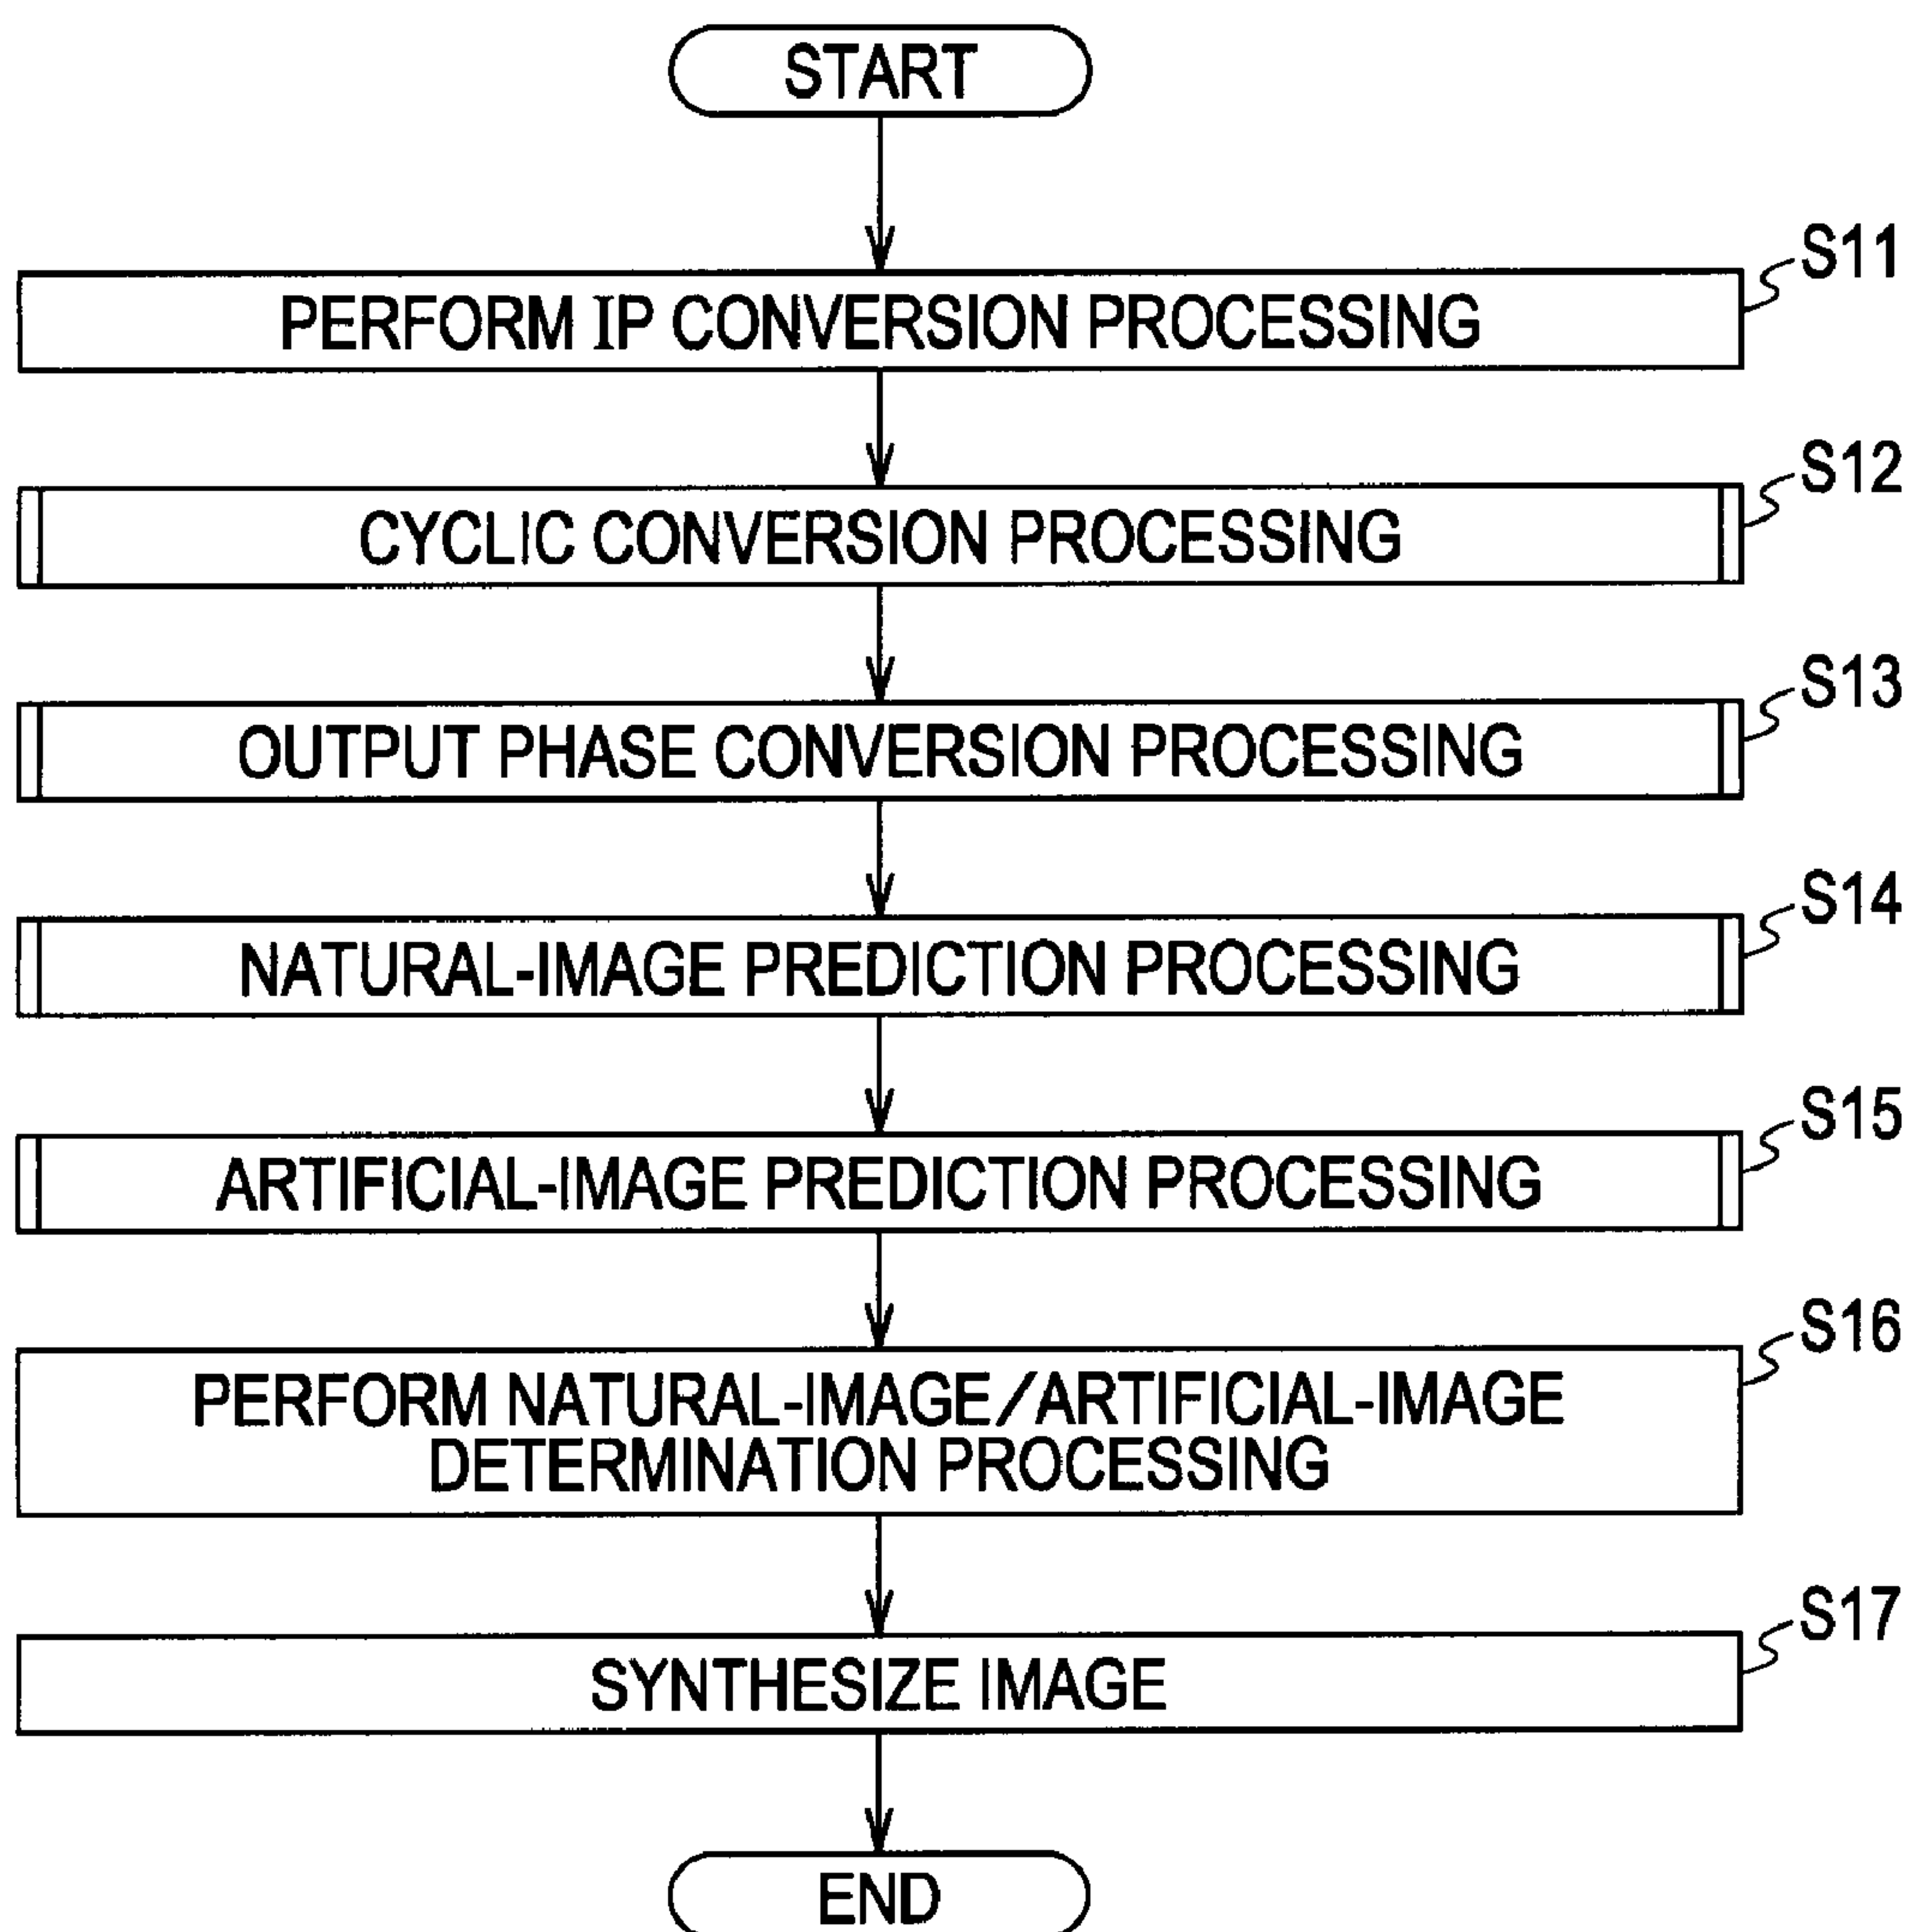 START
S11
PERFORM IP CONVERSION PROCESSING
S12
CYCLIC CONVERSION PROCESSING
S13
OUTPUT PHASE CONVERSION PROCESSING
S14
NATURAL-IMAGE PREDICTION PROCESSING
S15
ARTIFICIAL-IMAGE PREDICTION PROCESSING
S16
PERFORM NATURAL-IMAGE/ARTIFICIAL-IMAGE
DETERMINATION PROCESSING
S17
SYNTHESIZE IMAGE
END